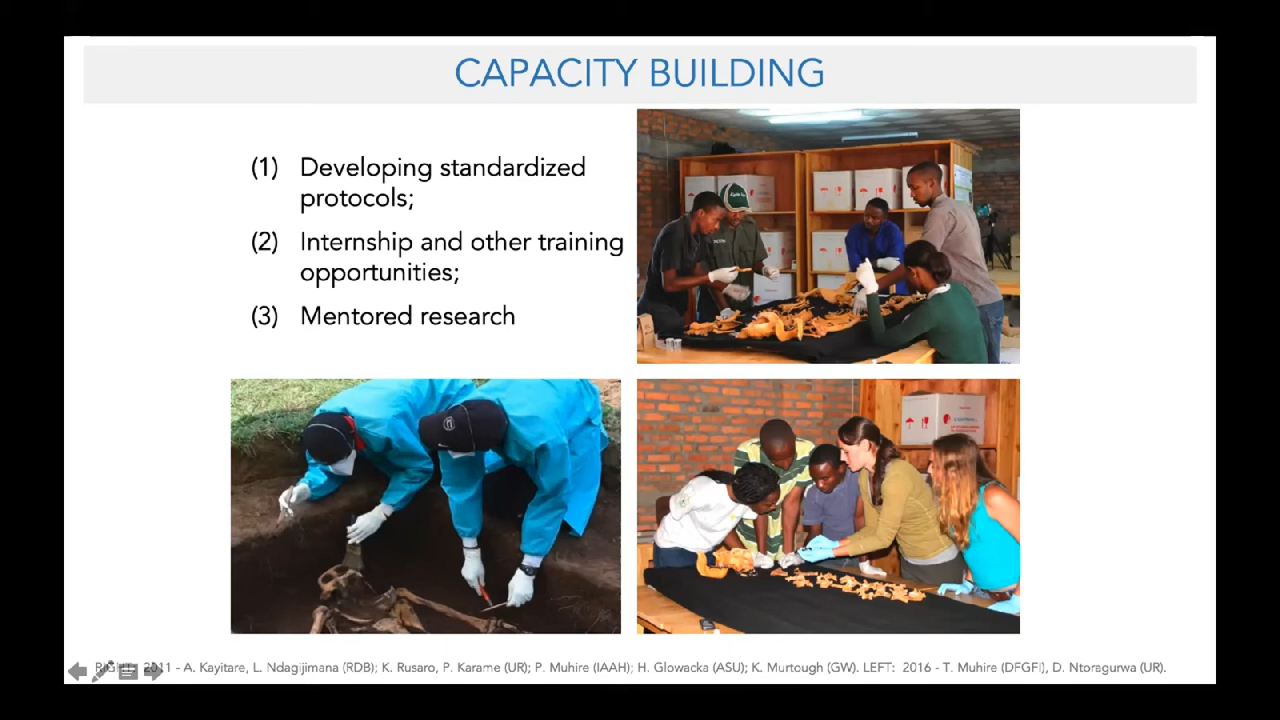 CAPACITY BUILDING
(1) Developing standardized
protocols;
(2) Internship and other training
opportunities;
(3) Mentored research
2011 - A. Kayitare, L. Ndagijimana (RDB); K. Rusaro, P. Karame (UR); P. Muhire (IAAH); H. Glowacka (ASU); K. Murtough (GW). LEFT: 2016 - T. Muhire (DFGFI), D. Ntoragurwa (UR).